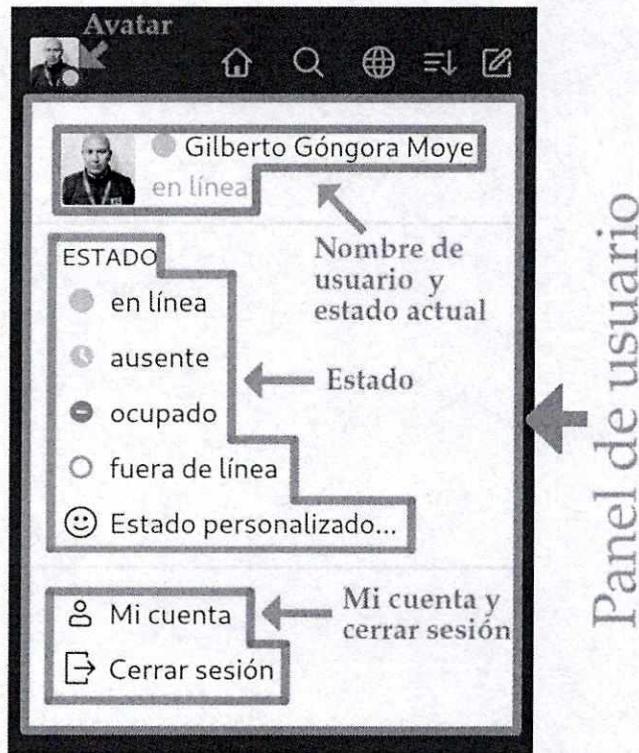 Avatar
Gilberto Góngora Moye
en línea
Nombre de
usuario y
estado actual
ESTADO
en línea
ausente
Estado
ocupado
fuera de línea
Estado personalizado...
Mi cuenta
Mi cuenta y
cerrar sesión
Cerrar sesión
Panel de usuario